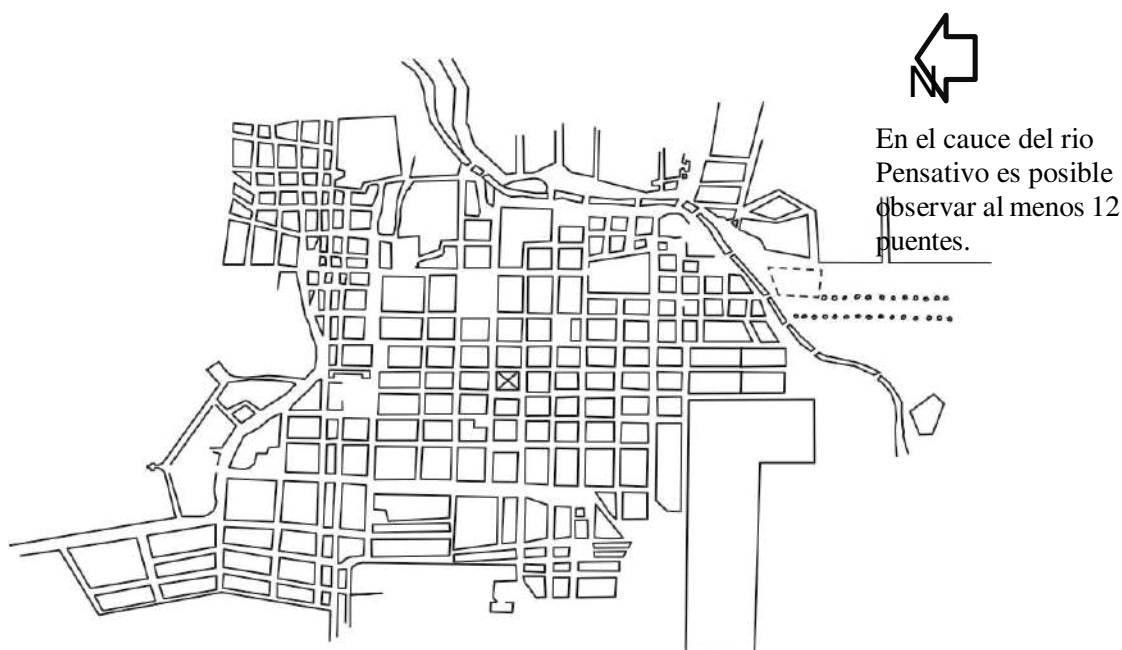 N
En el cauce del rio
Pensativo es posible
observar al menos 12
puentes.